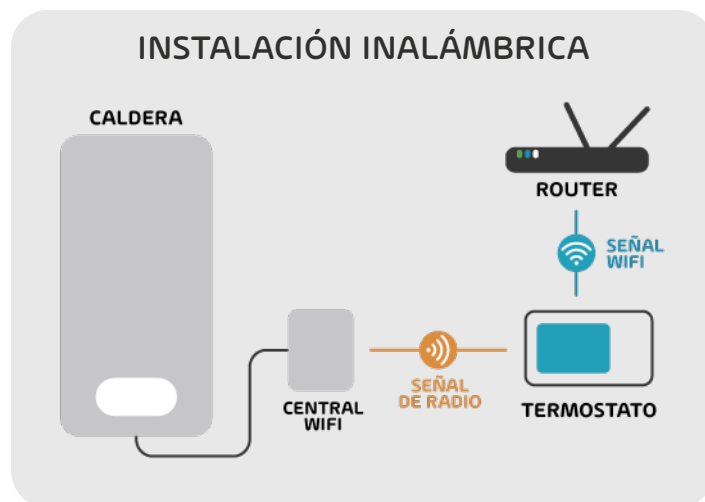 INSTALACIÓN INALÁMBRICA
CALDERA
ROUTER
SEÑAL
WIFI
SEÑAL
DE RADIO
CENTRAL
WIFI
TERMOSTATO